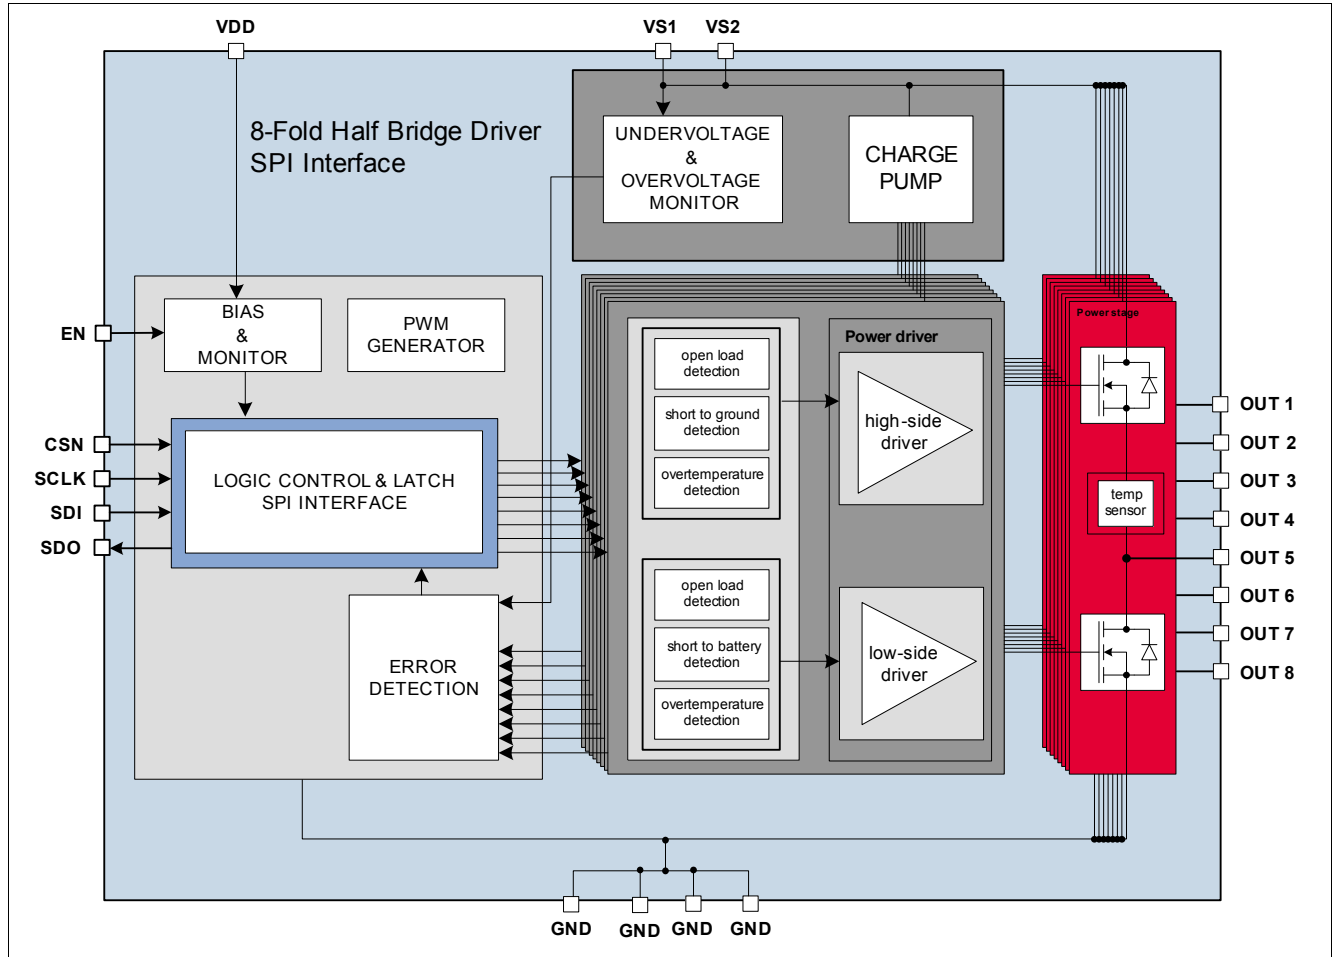 VDD
VS1
VS2
8-Fold Half Bridge Driver
SPI Interface
UNDERVOLTAGE
&
OVERVOLTAGE
MONITOR
CHARGE
PUMP
EN
BIAS
&
MONITOR
PWM
GENERATOR
CSN
SCLK
SDI
SDO
LOGIC CONTROL & LATCH
SPI INTERFACE
ERROR
DETECTION
open load
detection
short to ground
detection
overtemperature
detection
open load
detection
short to battery
detection
overtemperature
detection
Power driver
high-side
driver
low-side
driver
Power stage
temp
sensor
OUT 1
OUT 2
OUT 3
OUT 4
OUT 5
OUT 6
OUT 7
OUT 8
GND
GND
GND
GND